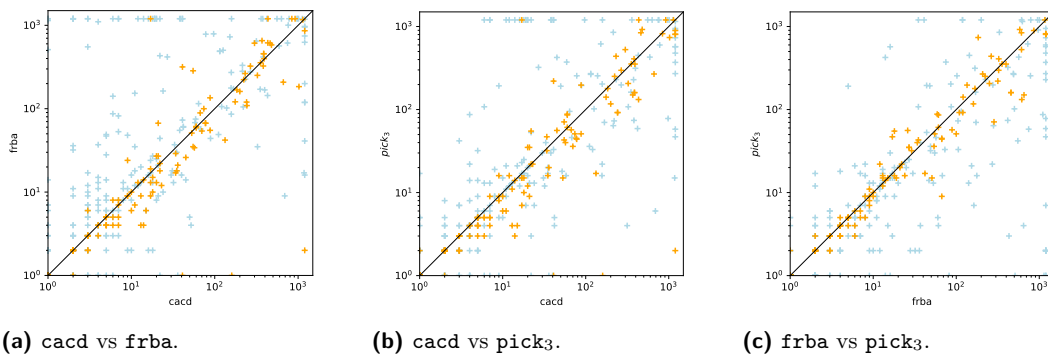 10³
10²
10¹
10⁰
frba
10⁰ 10¹ 10² 10³
cacd
10³
10²
10¹
10⁰
pick₃
10⁰ 10¹ 10² 10³
cacd
10³
10²
10¹
10⁰
pick₃
10⁰ 10¹ 10² 10³
frba
(a) cacd vs frba.
(b) cacd vs pick₃.
(c) frba vs pick₃.